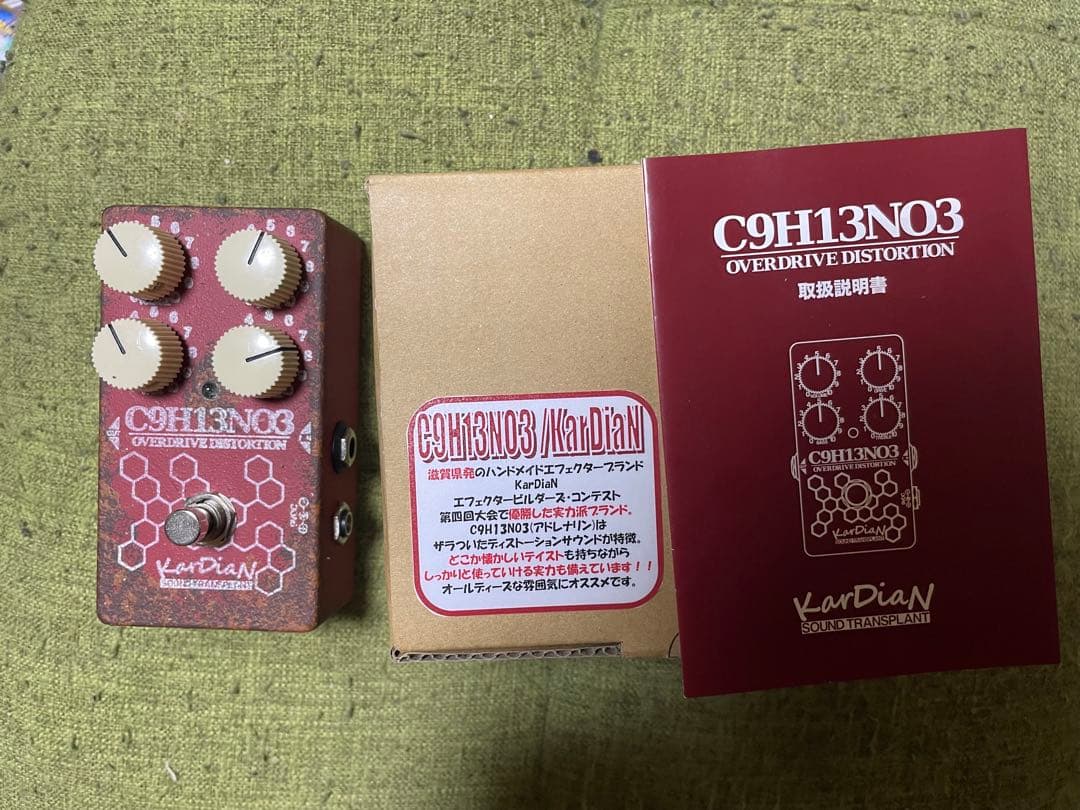 C9H13NO3
OVERDRIVE DISTORTION
KarDiaN
SOUND TRANSPLANT
C9H13NO3/KarDiaN
滋賀県発のハンドメイドエフェクターブランド
KarDiaN
エフェクタービルダーズ・コンテスト
第四回大会で優勝した実力派ブランド。
C9H13NO3(アドレナリン)は
ザラついたディストーションサウンドが特徴。
どこか懐かしいテイストも持ちながら
しっかりと使っていける実力も備えています！！
オールディーズな雰囲気にオススメです。
C9H13NO3
OVERDRIVE DISTORTION
取扱説明書
C9H13NO3
OVERDRIVE DISTORTION
KarDiaN
SOUND TRANSPLANT
KarDiaN
SOUND TRANSPLANT